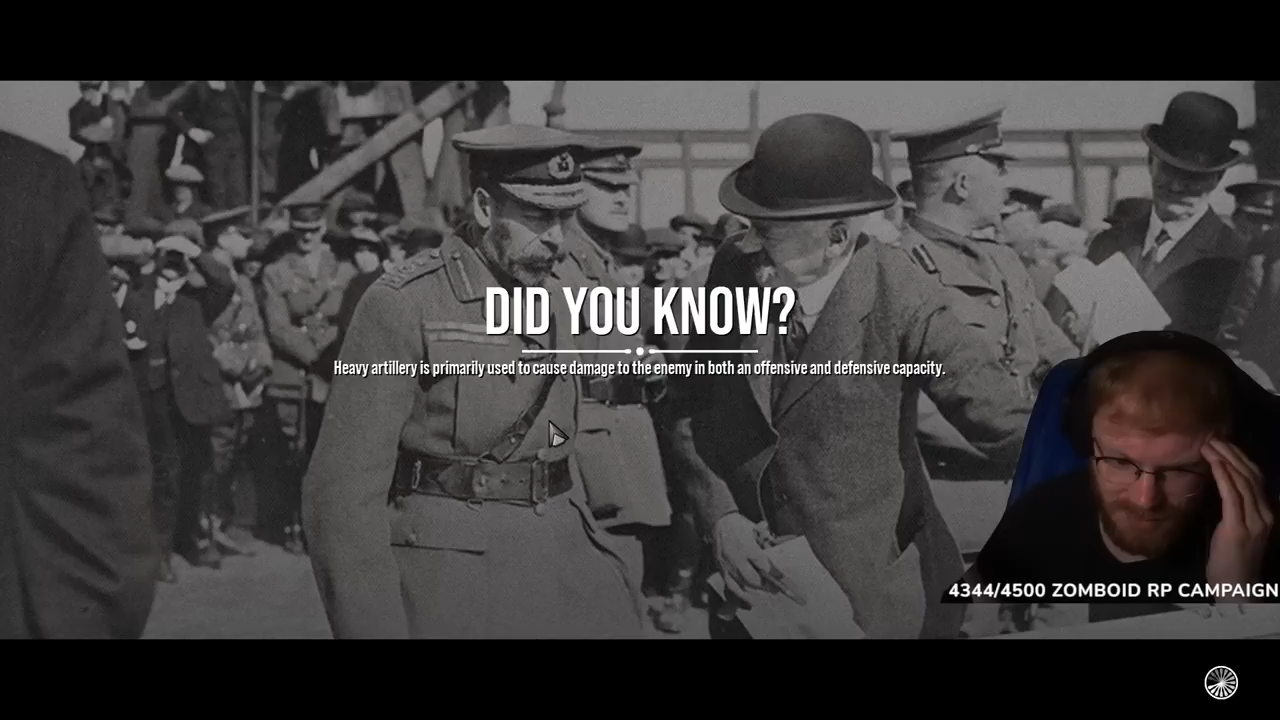 DID YOU KNOW?
Heavy artillery is primarily used to cause damage to the enemy in both an offensive and defensive capacity.
4344/4500 ZOMBOID RP CAMPAIGN